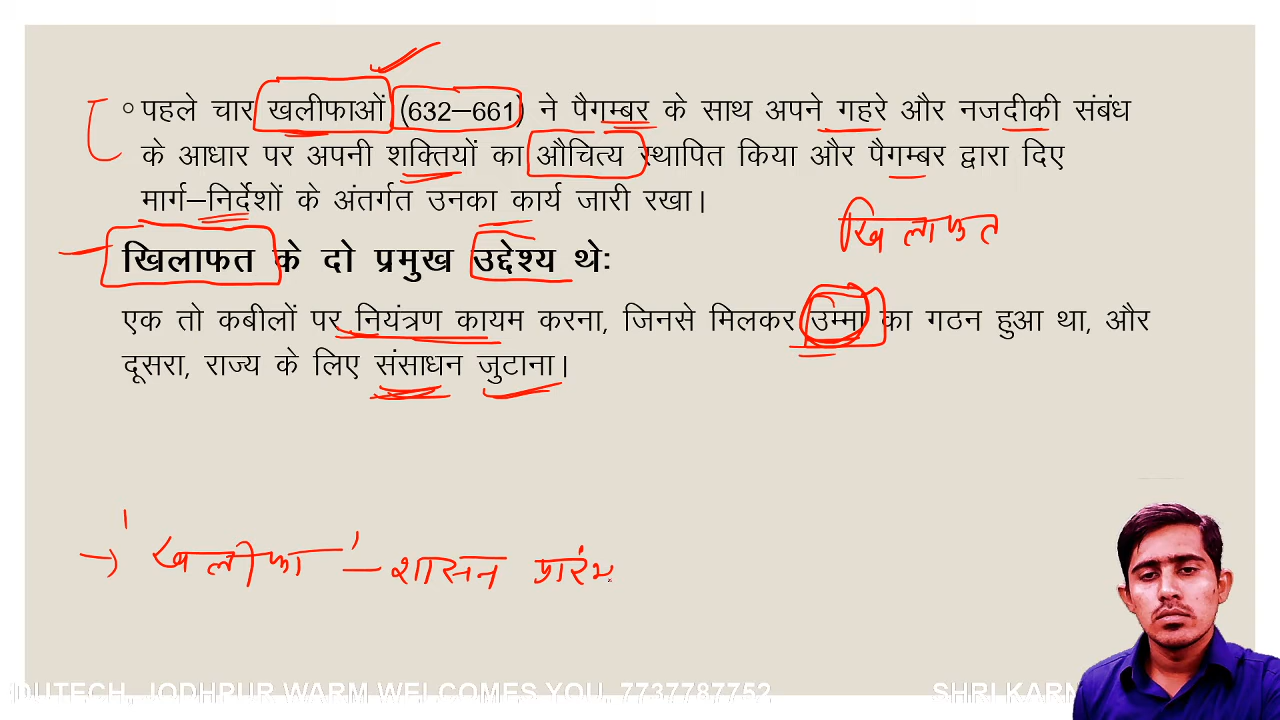 ° पहले चार खलीफाओं (632–661) ने पैगम्बर के साथ अपने गहरे और नजदीकी संबंध
के आधार पर अपनी शक्तियों का औचित्य स्थापित किया और पैगम्बर द्वारा दिए
मार्ग–निर्देशों के अंतर्गत उनका कार्य जारी रखा।
खिलाफत
खिलाफत के दो प्रमुख उद्देश्य थे:
एक तो कबीलों पर नियंत्रण कायम करना, जिनसे मिलकर उम्मा का गठन हुआ था, और
दूसरा, राज्य के लिए संसाधन जुटाना।
→ 'खलीफा' – शासन प्रारंभ
DUTECH, JODHPUR WARM WELCOMES YOU, 7737787752 SHRI KARN